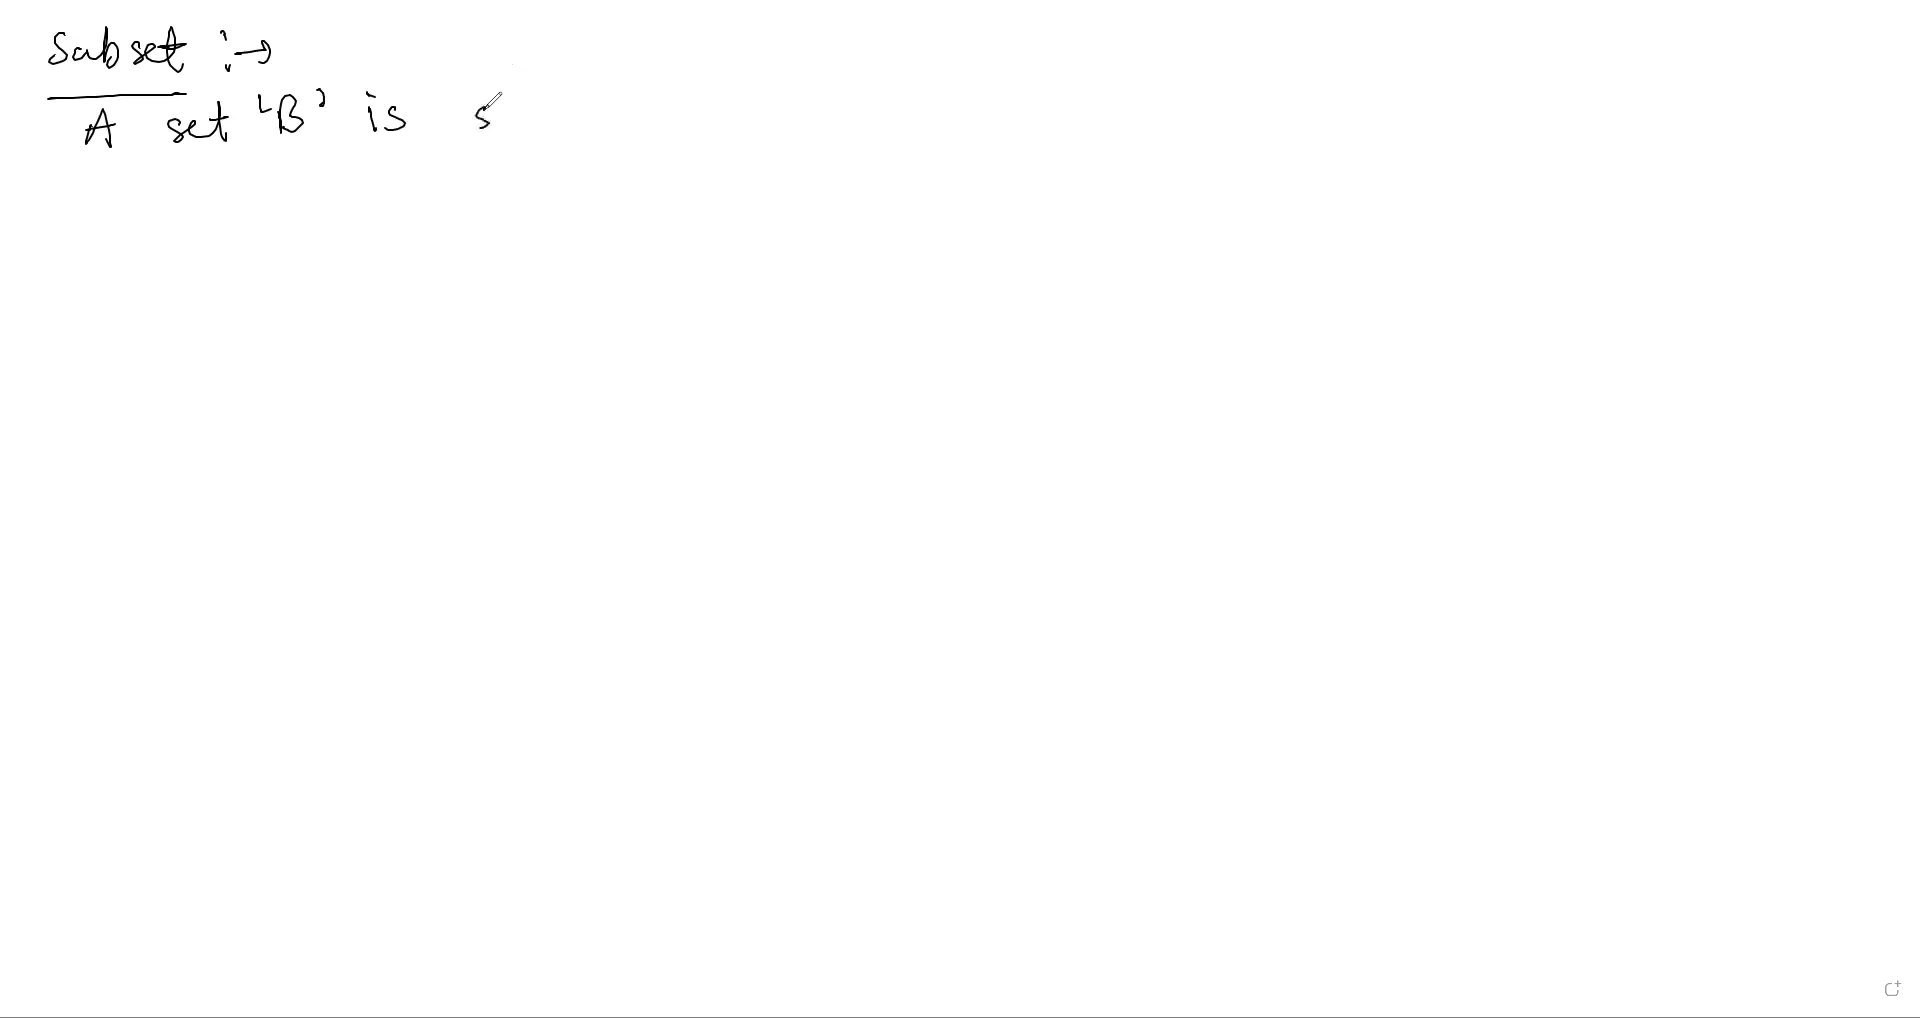 Subset :→
A set 'B' is s